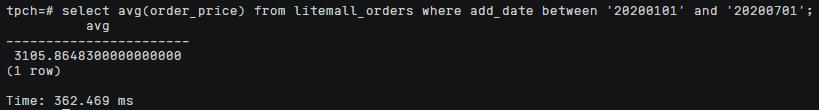 tpch=# select avg(order_price) from litemall_orders where add_date between '20200101' and '20200701';
avg
-----------------------
3105.8648300000000000
(1 row)
Time: 362.469 ms